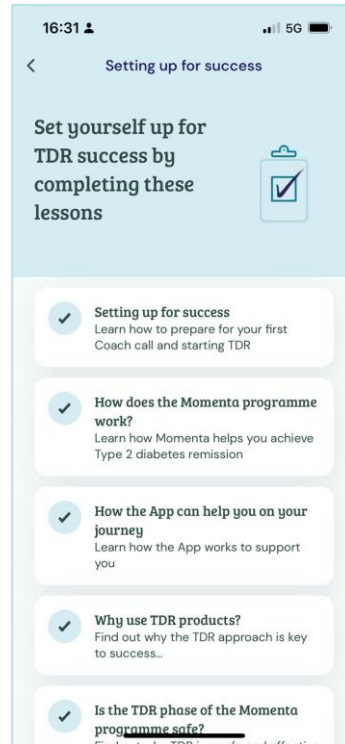 16:31
5G
Setting up for success
Set yourself up for
TDR success by
completing these
lessons
Setting up for success
Learn how to prepare for your first
Coach call and starting TDR
How does the Momenta programme
work?
Learn how Momenta helps you achieve
Type 2 diabetes remission
How the App can help you on your
journey
Learn how the App works to support
you
Why use TDR products?
Find out why the TDR approach is key
to success...
Is the TDR phase of the Momenta
programme safe?